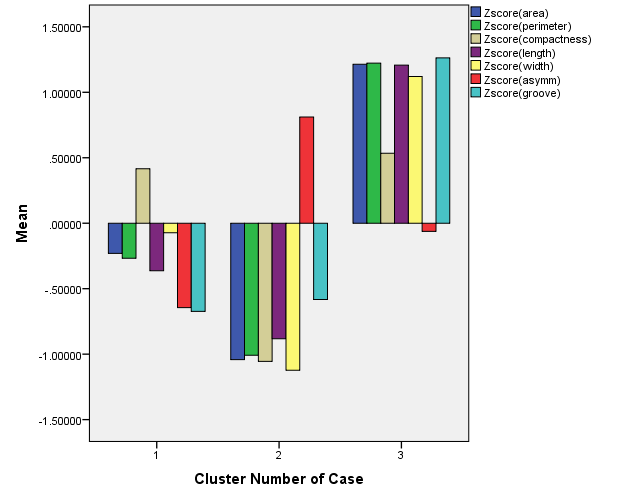 Zscore(area)
Zscore(perimeter)
Zscore(compactness)
Zscore(length)
Zscore(width)
Zscore(asymm)
Zscore(groove)
1.50000
1.00000
.50000
.00000
-.50000
-1.00000
-1.50000
Mean
1 2 3
Cluster Number of Case